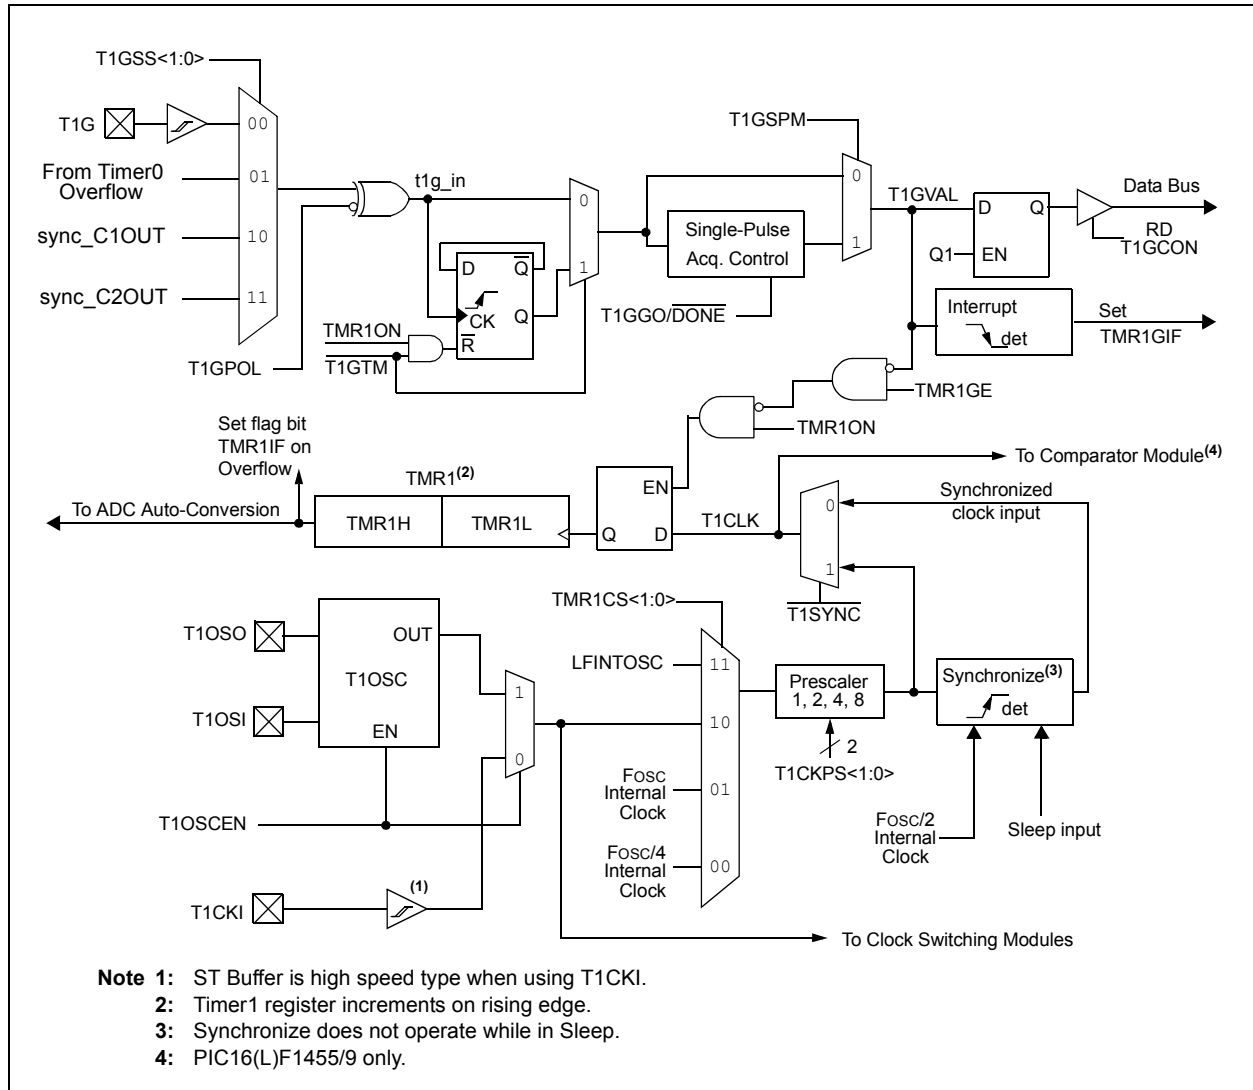 T1GSS<1:0>
T1G
00
From Timer0
Overflow
01
sync_C1OUT
10
sync_C2OUT
11
T1GPOL
t1g_in
D
Q
CK
Q
R
TMR1ON
T1GTM
0
1
T1GSPM
0
1
Single-Pulse
Acq. Control
T1GGO/DONE
T1GVAL
D
Q
Q1
EN
Data Bus
RD
T1GCON
Interrupt
det
Set
TMR1GIF
TMR1GE
TMR1ON
Set flag bit
TMR1IF on
Overflow
To ADC Auto-Conversion
TMR1(2)
TMR1H
TMR1L
EN
Q
D
T1CLK
To Comparator Module(4)
Synchronized
clock input
0
1
T1SYNC
T1OSO
T1OSI
OUT
T1OSC
EN
T1OSCEN
T1CKI
(1)
1
0
TMR1CS<1:0>
LFINTOSC
11
10
FOSC
Internal
Clock
01
FOSC/4
Internal
Clock
00
Prescaler
1, 2, 4, 8
2
T1CKPS<1:0>
Synchronize(3)
det
FOSC/2
Internal
Clock
Sleep input
To Clock Switching Modules
Note 1: ST Buffer is high speed type when using T1CKI.
2: Timer1 register increments on rising edge.
3: Synchronize does not operate while in Sleep.
4: PIC16(L)F1455/9 only.